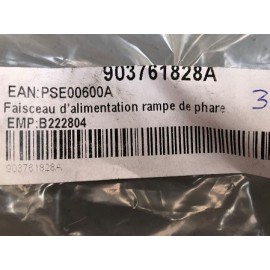 903761828A
EAN:PSE00600A
Faisceau d'alimentation rampe de phare
3
EMP:B222804
903761828A